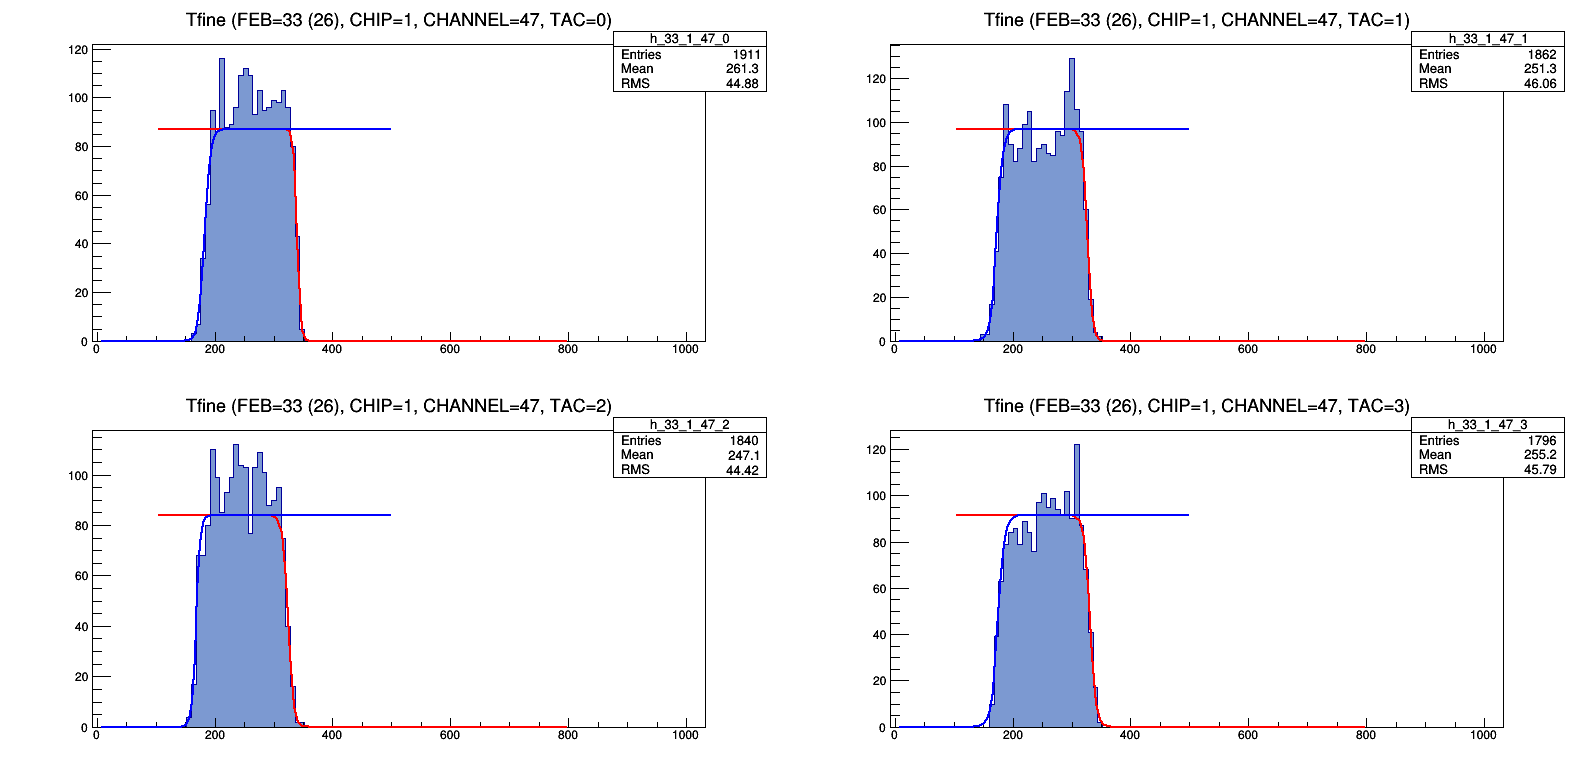 Tfine (FEB=33 (26), CHIP=1, CHANNEL=47, TAC=0)
h_33_1_47_0
Entries 1911
Mean 261.3
RMS 44.88
120
100
80
60
40
20
0
0 200 400 600 800 1000
Tfine (FEB=33 (26), CHIP=1, CHANNEL=47, TAC=1)
h_33_1_47_1
Entries 1862
Mean 251.3
RMS 46.06
120
100
80
60
40
20
0
0 200 400 600 800 1000
Tfine (FEB=33 (26), CHIP=1, CHANNEL=47, TAC=2)
h_33_1_47_2
Entries 1840
Mean 247.1
RMS 44.42
100
80
60
40
20
0
0 200 400 600 800 1000
Tfine (FEB=33 (26), CHIP=1, CHANNEL=47, TAC=3)
h_33_1_47_3
Entries 1796
Mean 255.2
RMS 45.79
120
100
80
60
40
20
0
0 200 400 600 800 1000